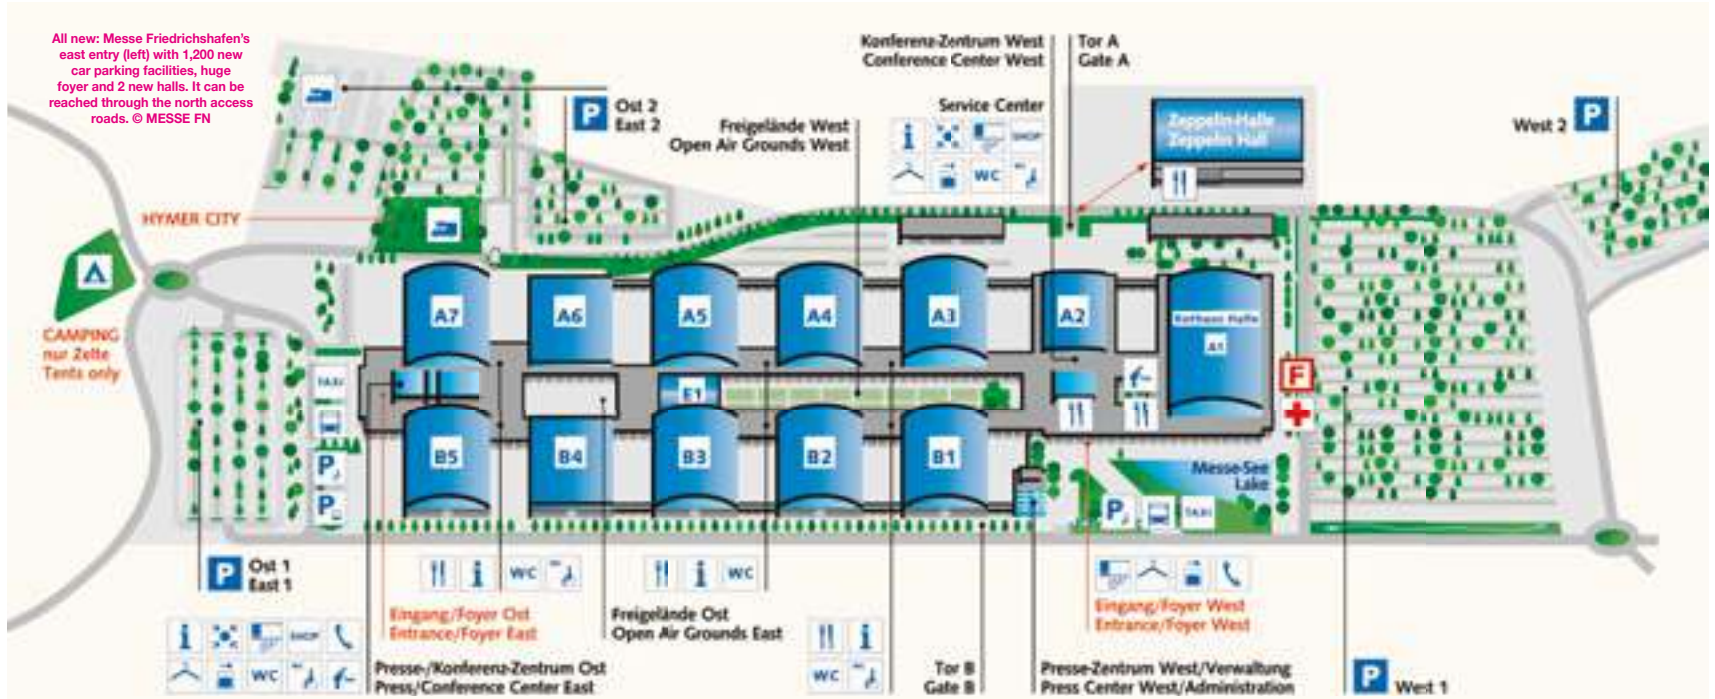 All new: Messe Friedrichshafen's
east entry (left) with 1,200 new
car parking facilities, huge
foyer and 2 new halls. It can be
reached through the north access
roads. © MESSE FN
Konferenz-Zentrum West
Conference Center West
Tor A
Gate A
P
Ost 2
East 2
Service Center
Freigelände West
Open Air Grounds West
i
SHOP
WC
Zeppelin-Halle
Zeppelin Hall
West 2
P
HYMER CITY
CAMPING
nur Zelte
Tents only
A7
A6
A5
A4
A3
A2
Rothaus Halle
A1
TAXI
E1
F
B5
B4
B3
B2
B1
P
P
Messe-See
Lake
P
TAXI
P
Ost 1
East 1
i
WC
i
WC
Eingang/Foyer Ost
Entrance/Foyer East
Freigelände Ost
Open Air Grounds East
Eingang/Foyer West
Entrance/Foyer West
i
SHOP
WC
i
WC
Presse-/Konferenz-Zentrum Ost
Press/Conference Center East
Tor B
Gate B
Presse-Zentrum West/Verwaltung
Press Center West/Administration
P
West 1